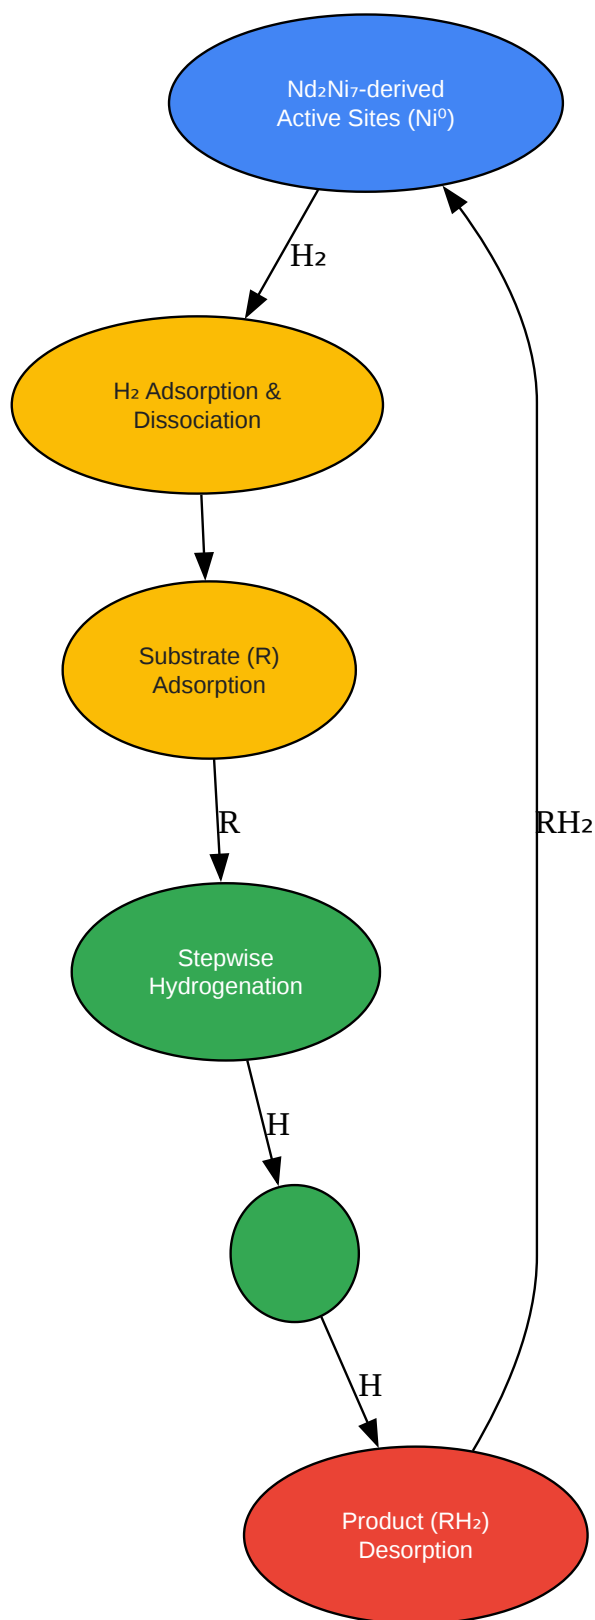 Nd₂Ni₇-derived
Active Sites (Ni⁰)
H₂
H₂ Adsorption &
Dissociation
Substrate (R)
Adsorption
R
RH₂
Stepwise
Hydrogenation
H
H
Product (RH₂)
Desorption